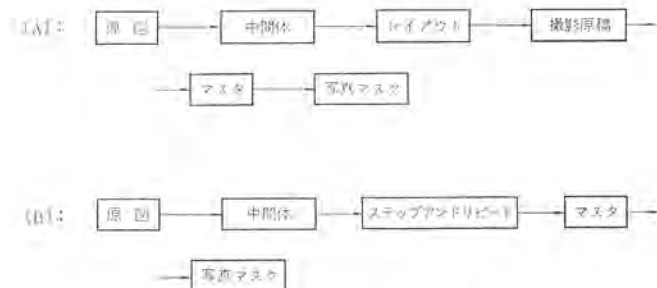 [A]: 原図 中間体 レイアウト 撮影原稿
マスタ 写真マスク
[B]: 原図 中間体 ステップアンドリピート マスタ
写真マスク